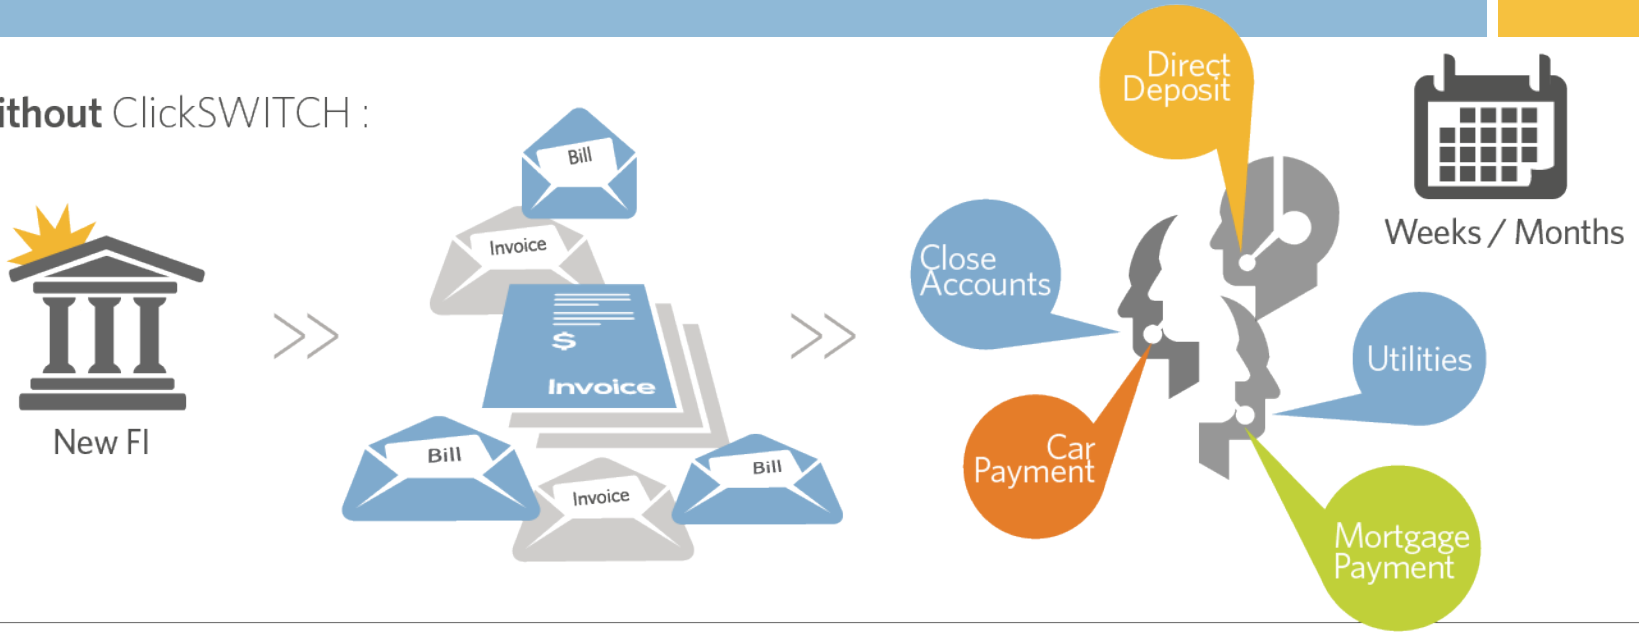 ithout ClickSWITCH :
New FI
Bill
Invoice
$
Invoice
Bill
Invoice
Bill
Direct
Deposit
Close
Accounts
Car
Payment
Utilities
Mortgage
Payment
Weeks / Months